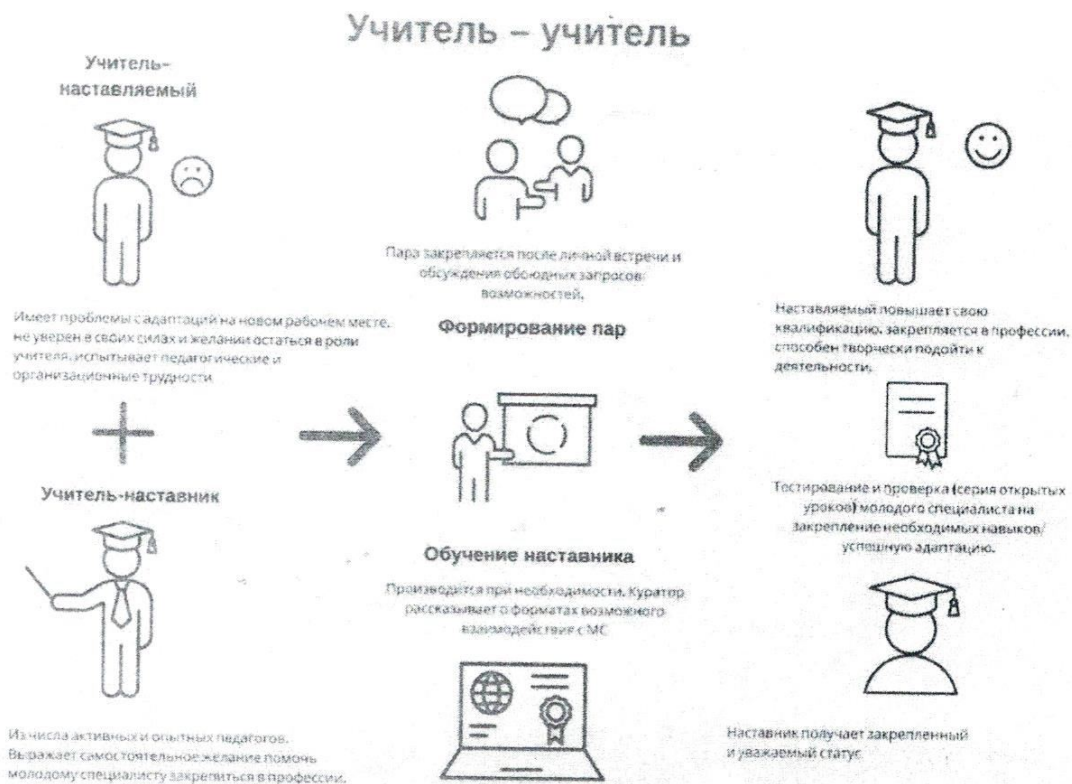 Учитель – учитель
Учитель-
наставляемый
Имеет проблемы с адаптаций на новом рабочем месте,
не уверен в своих силах и желании остаться в роли
учителя, испытывает педагогические и
организационные трудности
Учитель-наставник
Из числа активных и опытных педагогов.
Выражает самостоятельное желание помочь
молодому специалисту закрепиться в профессии.
Пара закрепляется после личной встречи и
обсуждения обоюдных запросов/
возможностей.
Формирование пар
Обучение наставника
Производится при необходимости. Куратор
рассказывает о форматах возможного
взаимодействия с МС
Наставляемый повышает свою
квалификацию, закрепляется в профессии,
способен творчески подойти к
деятельности.
Тестирование и проверка (серия открытых
уроков) молодого специалиста на
закрепление необходимых навыков/
успешную адаптацию.
Наставник получает закрепленный
и уважаемый статус